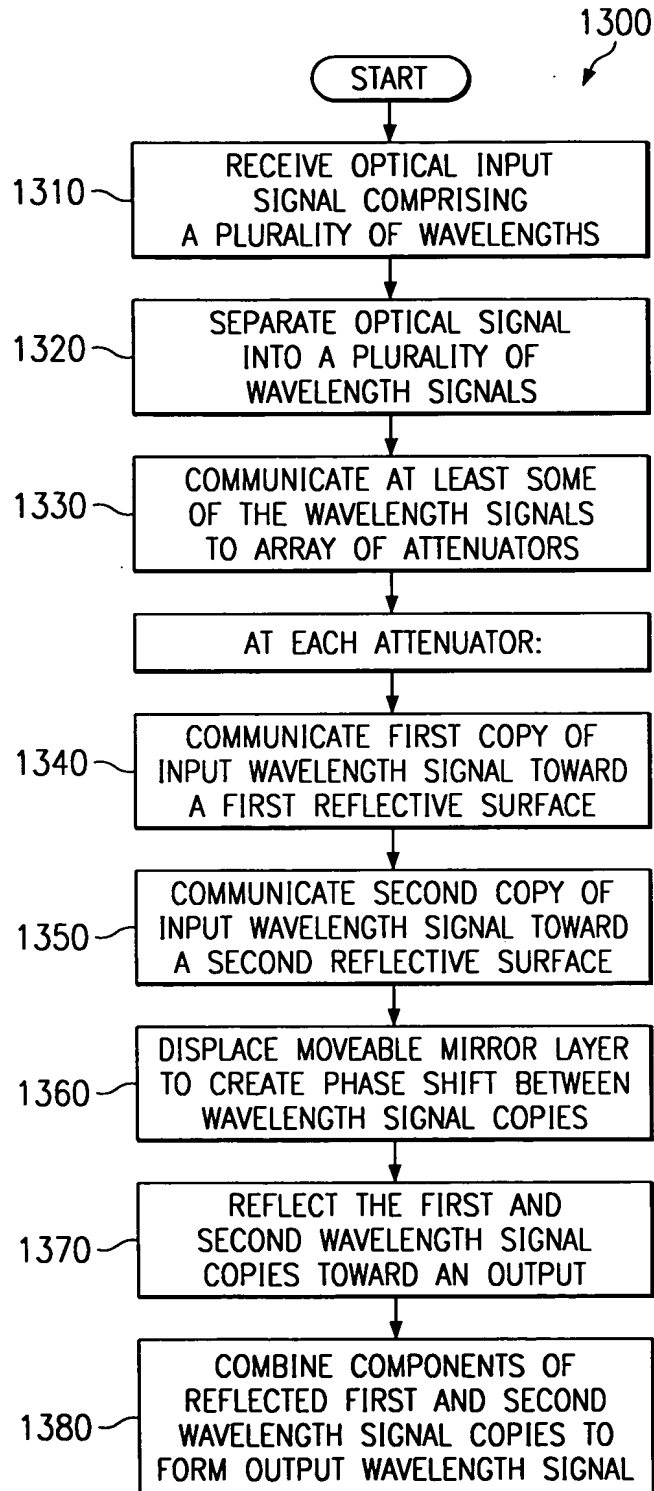 1300
START
1310
RECEIVE OPTICAL INPUT
SIGNAL COMPRISING
A PLURALITY OF WAVELENGTHS
1320
SEPARATE OPTICAL SIGNAL
INTO A PLURALITY OF
WAVELENGTH SIGNALS
1330
COMMUNICATE AT LEAST SOME
OF THE WAVELENGTH SIGNALS
TO ARRAY OF ATTENUATORS
AT EACH ATTENUATOR:
1340
COMMUNICATE FIRST COPY OF
INPUT WAVELENGTH SIGNAL TOWARD
A FIRST REFLECTIVE SURFACE
1350
COMMUNICATE SECOND COPY OF
INPUT WAVELENGTH SIGNAL TOWARD
A SECOND REFLECTIVE SURFACE
1360
DISPLACE MOVEABLE MIRROR LAYER
TO CREATE PHASE SHIFT BETWEEN
WAVELENGTH SIGNAL COPIES
1370
REFLECT THE FIRST AND
SECOND WAVELENGTH SIGNAL
COPIES TOWARD AN OUTPUT
1380
COMBINE COMPONENTS OF
REFLECTED FIRST AND SECOND
WAVELENGTH SIGNAL COPIES TO
FORM OUTPUT WAVELENGTH SIGNAL